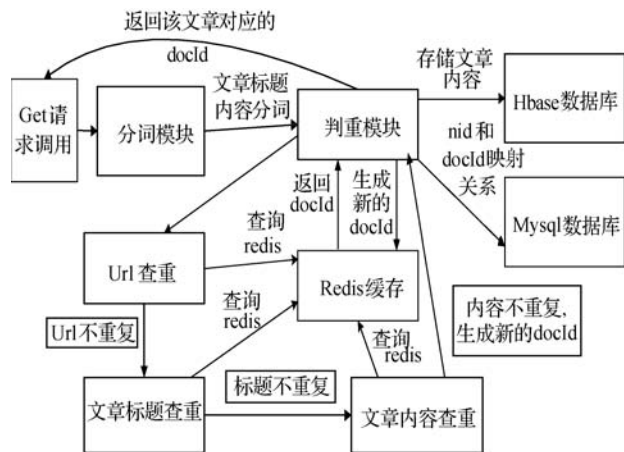 返回该文章对应的
docId
Get请
求调用
分词模块
文章标题
内容分词
判重模块
存储文章
内容
Hbase数据库
nid 和
docId映射
关系
Mysql数据库
返回
docId
生成
新的
docId
Url 查重
查询
redis
Redis缓存
Url不重复
查询
redis
查询
redis
内容不重复,
生成新的docId
文章标题查重
标题不重复
文章内容查重